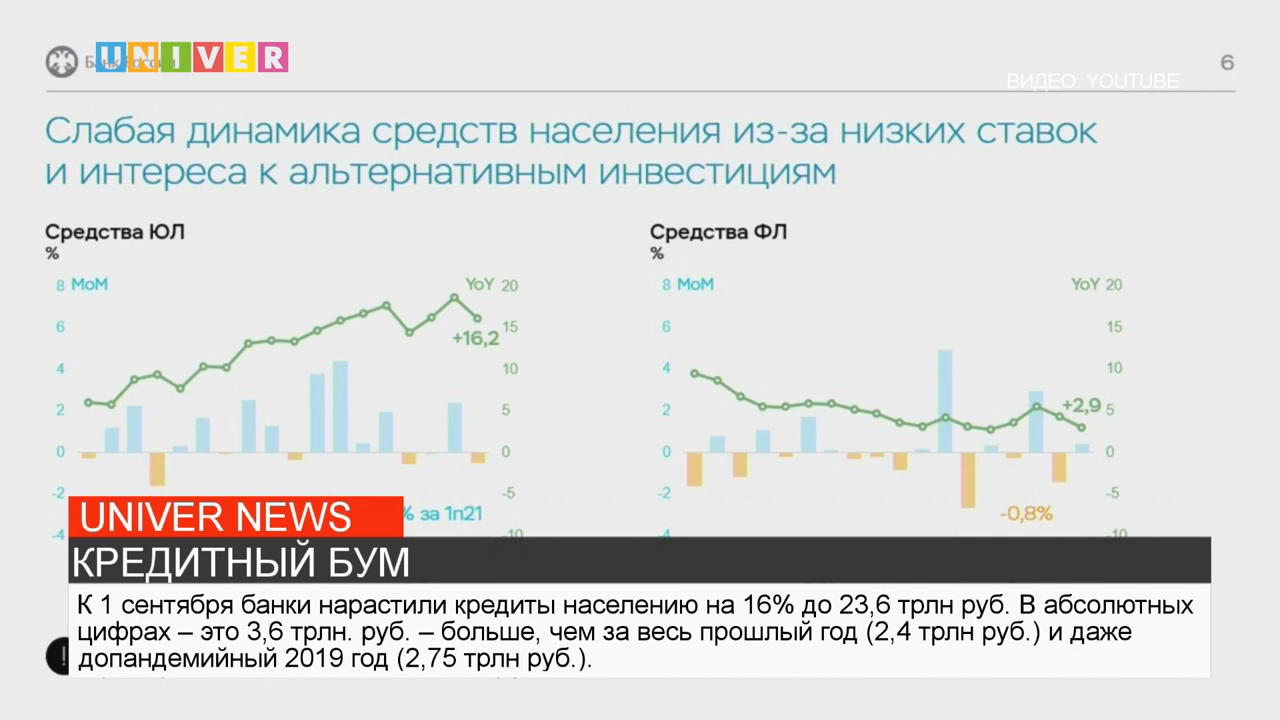 UNIVER
6
ВИДЕО: YOUTUBE
Слабая динамика средств населения из-за низких ставок
и интереса к альтернативным инвестициям
Средства ЮЛ
%
8 МоМ YoY 20
6 15
4 10
2 5
0 0
-2 -5
-4 -10
+16,2
% за 1п21
Средства ФЛ
%
8 МоМ YoY 20
6 15
4 10
2 5
0 0
-2 -5
-4 -10
+2,9
-0,8%
UNIVER NEWS
КРЕДИТНЫЙ БУМ
К 1 сентября банки нарастили кредиты населению на 16% до 23,6 трлн руб. В абсолютных
цифрах – это 3,6 трлн. руб. – больше, чем за весь прошлый год (2,4 трлн руб.) и даже
допандемийный 2019 год (2,75 трлн руб.).